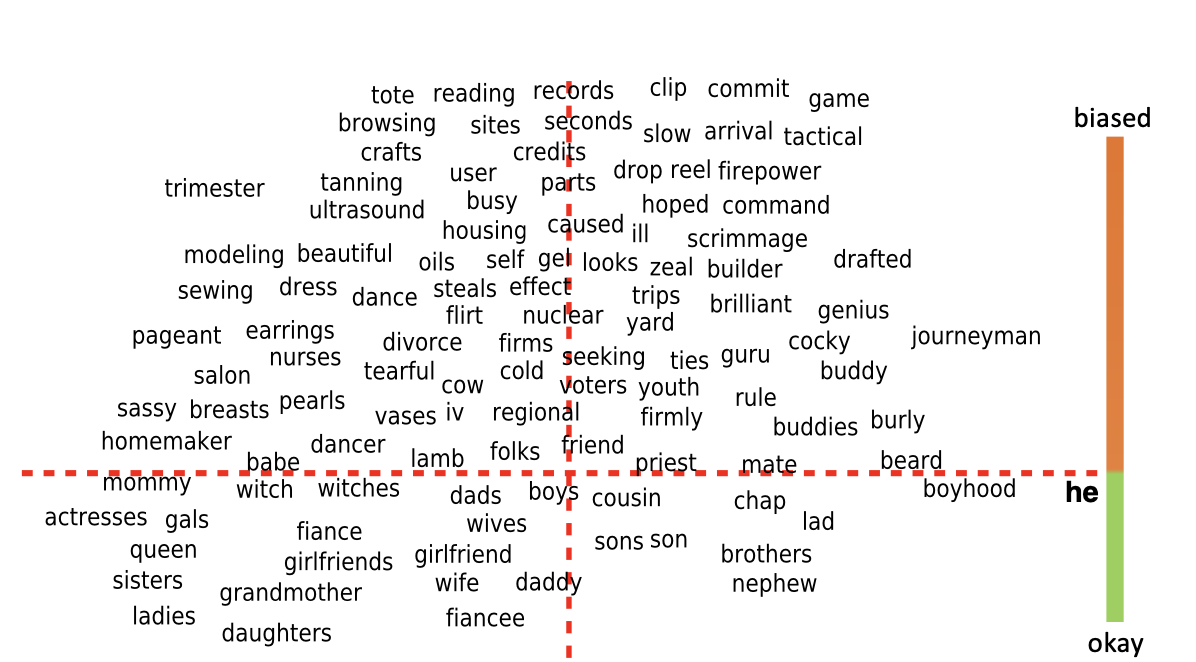 tote reading records clip commit game
browsing sites seconds slow arrival tactical
crafts credits
trimester tanning user parts drop reel firepower
ultrasound busy hoped command
housing caused ill scrimmage
modeling beautiful oils self gel looks zeal builder drafted
sewing dress dance steals effect trips brilliant genius
flirt nuclear yard
pageant earrings divorce firms cocky journeyman
nurses seeking ties guru
salon tearful cow cold voters youth buddy
sassy breasts pearls vases iv regional firmly rule burly
homemaker dancer buddies
babe lamb folks friend priest mate beard
mommy witch witches dads boys cousin chap boyhood he
actresses gals fiance wives lad
queen girlfriends girlfriend sons son brothers
sisters grandmother wife daddy nephew
ladies daughters fiancee
biased
okay